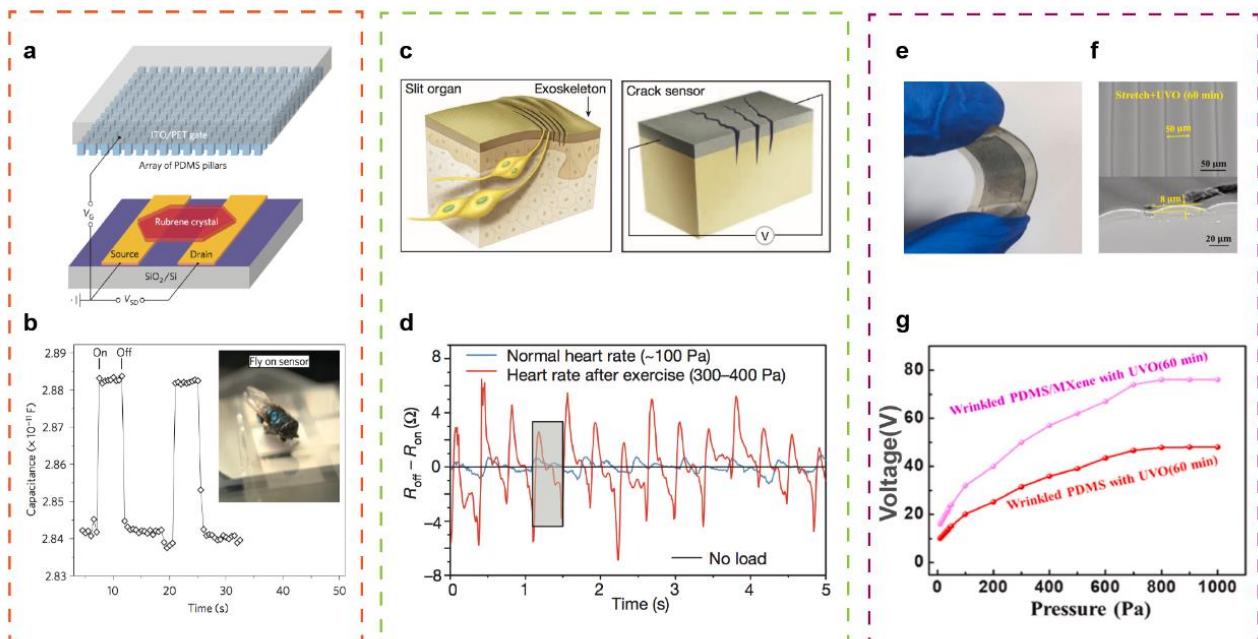 a
ITO/PET gate
Array of PDMS pillars
V_G
Rubrene crystal
Source
Drain
SiO₂/Si
V_SD
b
2.89
2.88
2.87
2.86
2.85
2.84
2.83
Capacitance (× 10⁻¹¹ F)
On
Off
Fly on sensor
10
20
30
40
50
Time (s)
c
Slit organ
Exoskeleton
Crack sensor
V
d
8
4
0
−4
−8
R_off − R_on (Ω)
Normal heart rate (~100 Pa)
Heart rate after exercise (300–400 Pa)
No load
0
1
2
3
4
5
Time (s)
e
f
Stretch+UVO (60 min)
50 μm
50 μm
8 μm
20 μm
g
80
60
40
20
0
Voltage(V)
Wrinkled PDMS/MXene with UVO(60 min)
Wrinkled PDMS with UVO(60 min)
0
200
400
600
800
1000
Pressure (Pa)